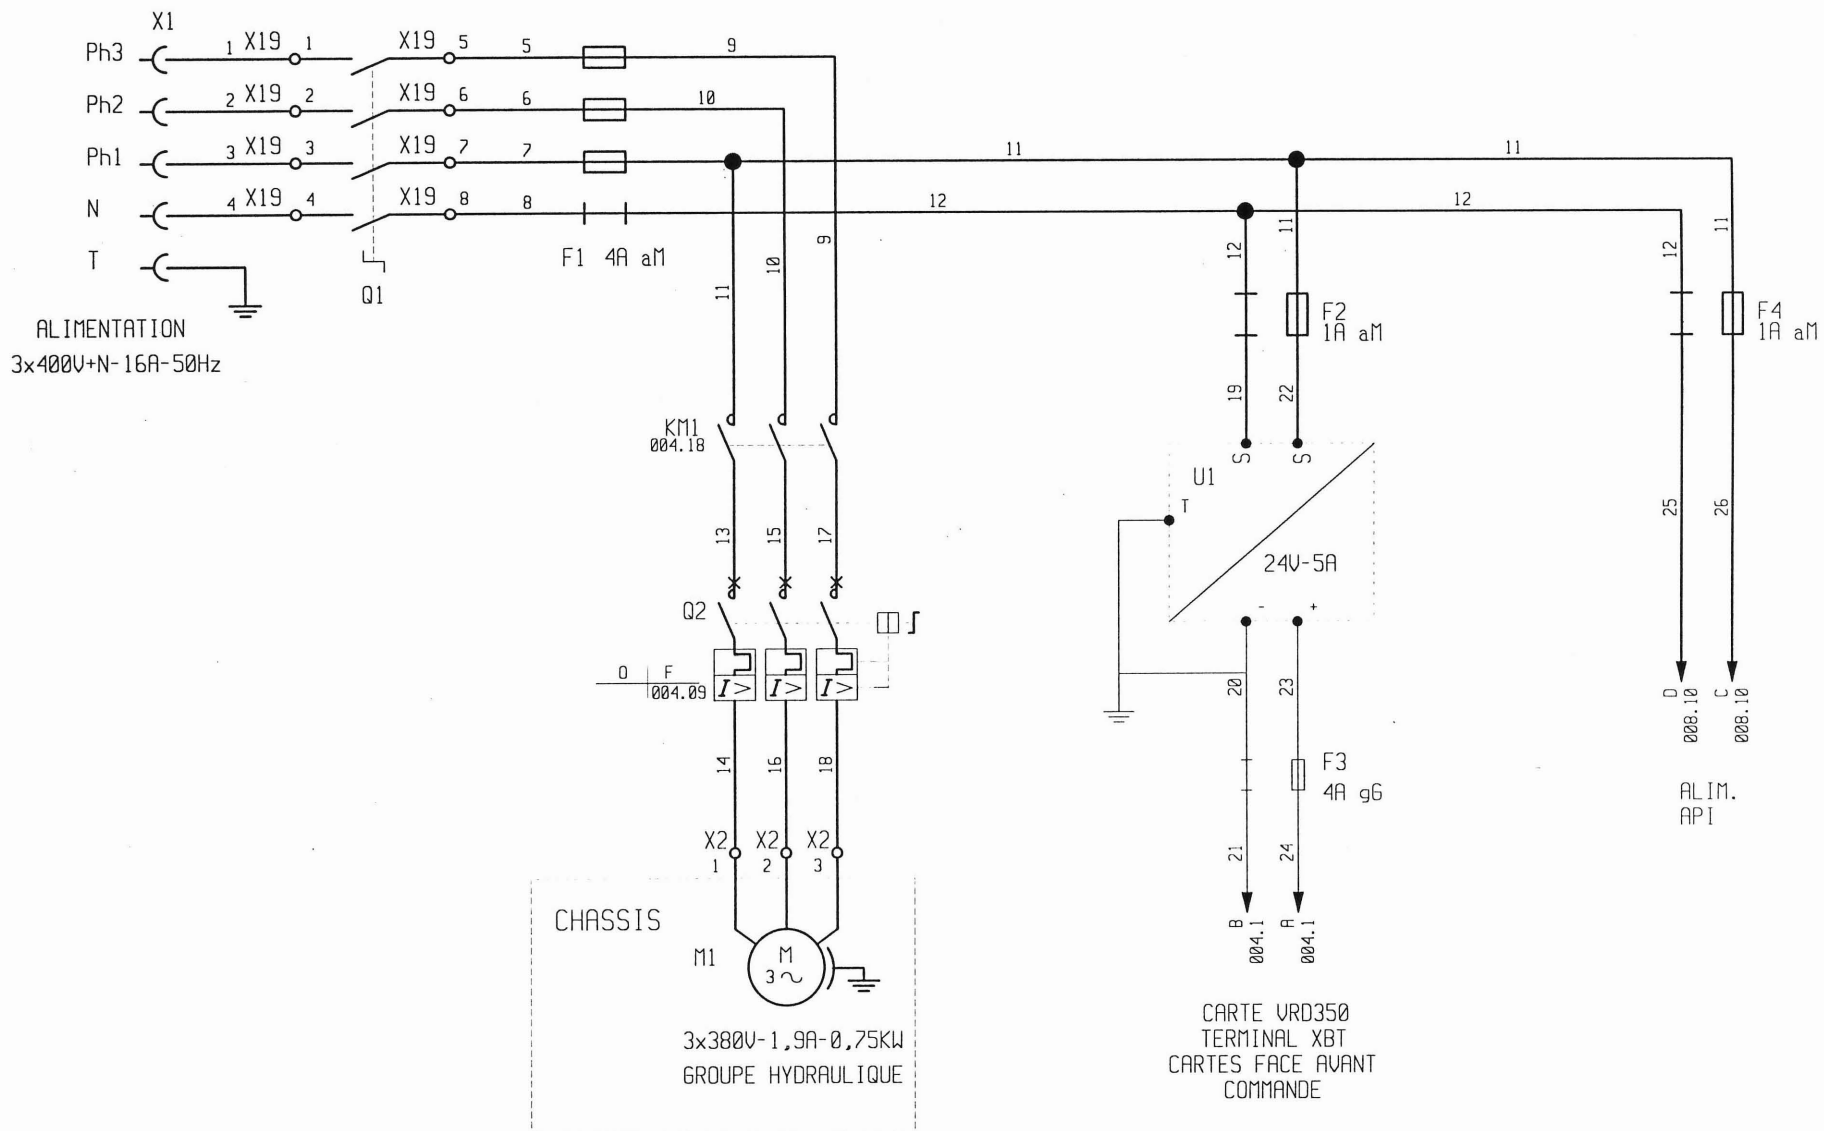 X1
Ph3 1 X19 1 X19 5 5 9
Ph2 2 X19 2 X19 6 6 10
Ph1 3 X19 3 X19 7 7 11 11
N 4 X19 4 X19 8 8 12 12
T
Q1
F1 4A aM
ALIMENTATION
3x400V+N-16A-50Hz
11 10 9
12 11
12 11
F2
1A aM
F4
1A aM
19 22
KM1
004.18
S S
U1
T
24V-5A
- +
13 15 17
25 26
Q2
O F
004.09
I> I> I>
20 23
D 008.10
C 008.10
14 16 18
F3
4A gG
ALIM.
API
X2 X2 X2
1 2 3
21 24
CHASSIS
B 004.1
A 004.1
M1
M
3~
3x380V-1,9A-0,75KW
GROUPE HYDRAULIQUE
CARTE VRD350
TERMINAL XBT
CARTES FACE AVANT
COMMANDE